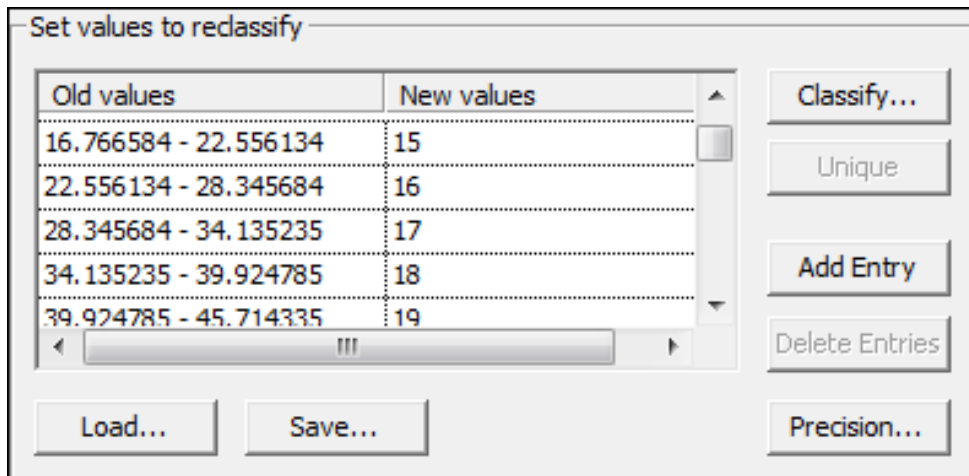 Set values to reclassify
Old values New values
16.766584 - 22.556134 15
22.556134 - 28.345684 16
28.345684 - 34.135235 17
34.135235 - 39.924785 18
39.924785 - 45.714335 19
Classify...
Unique
Add Entry
Delete Entries
Load... Save... Precision...